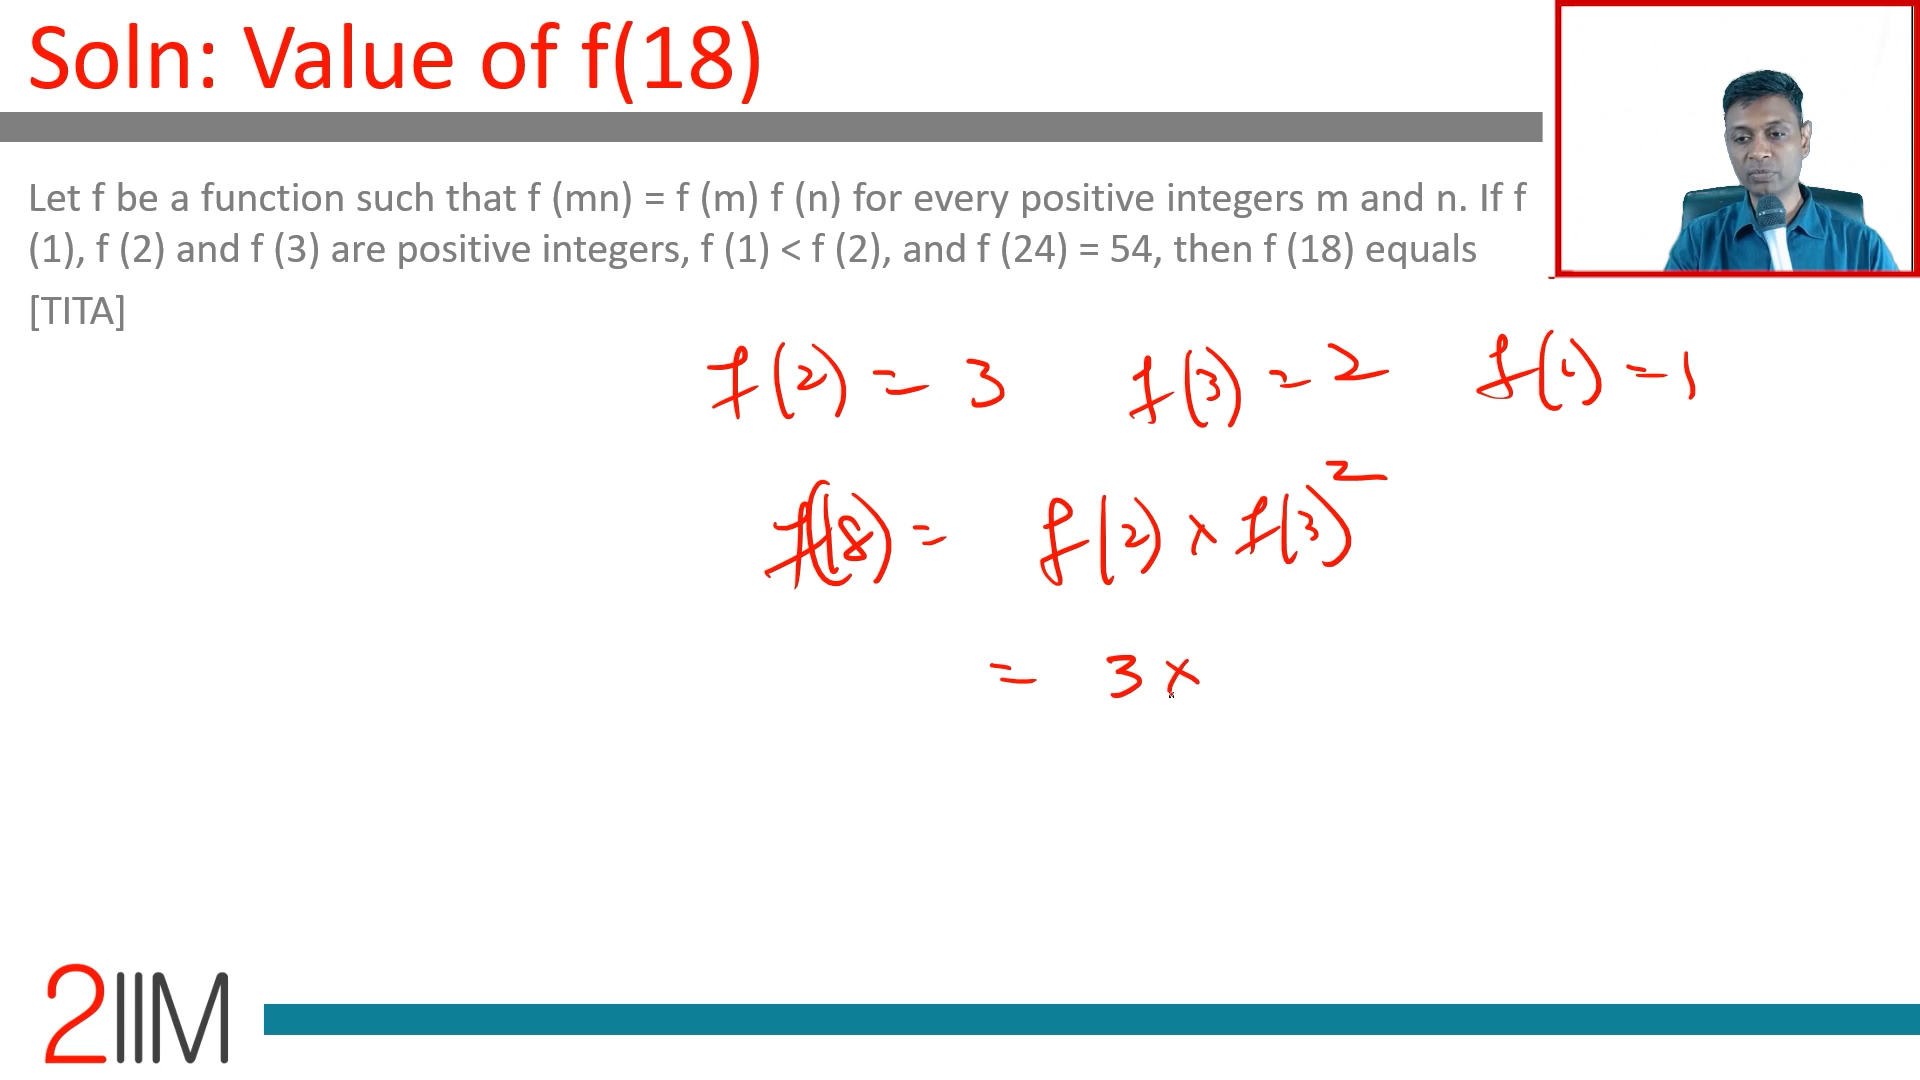 Soln: Value of f(18)
Let f be a function such that f (mn) = f (m) f (n) for every positive integers m and n. If f
(1), f (2) and f (3) are positive integers, f (1) < f (2), and f (24) = 54, then f (18) equals
[TITA]
f(2) = 3 f(3) = 2 f(1) = 1
f(18) = f(2) x f(3)²
= 3 x
2IIM